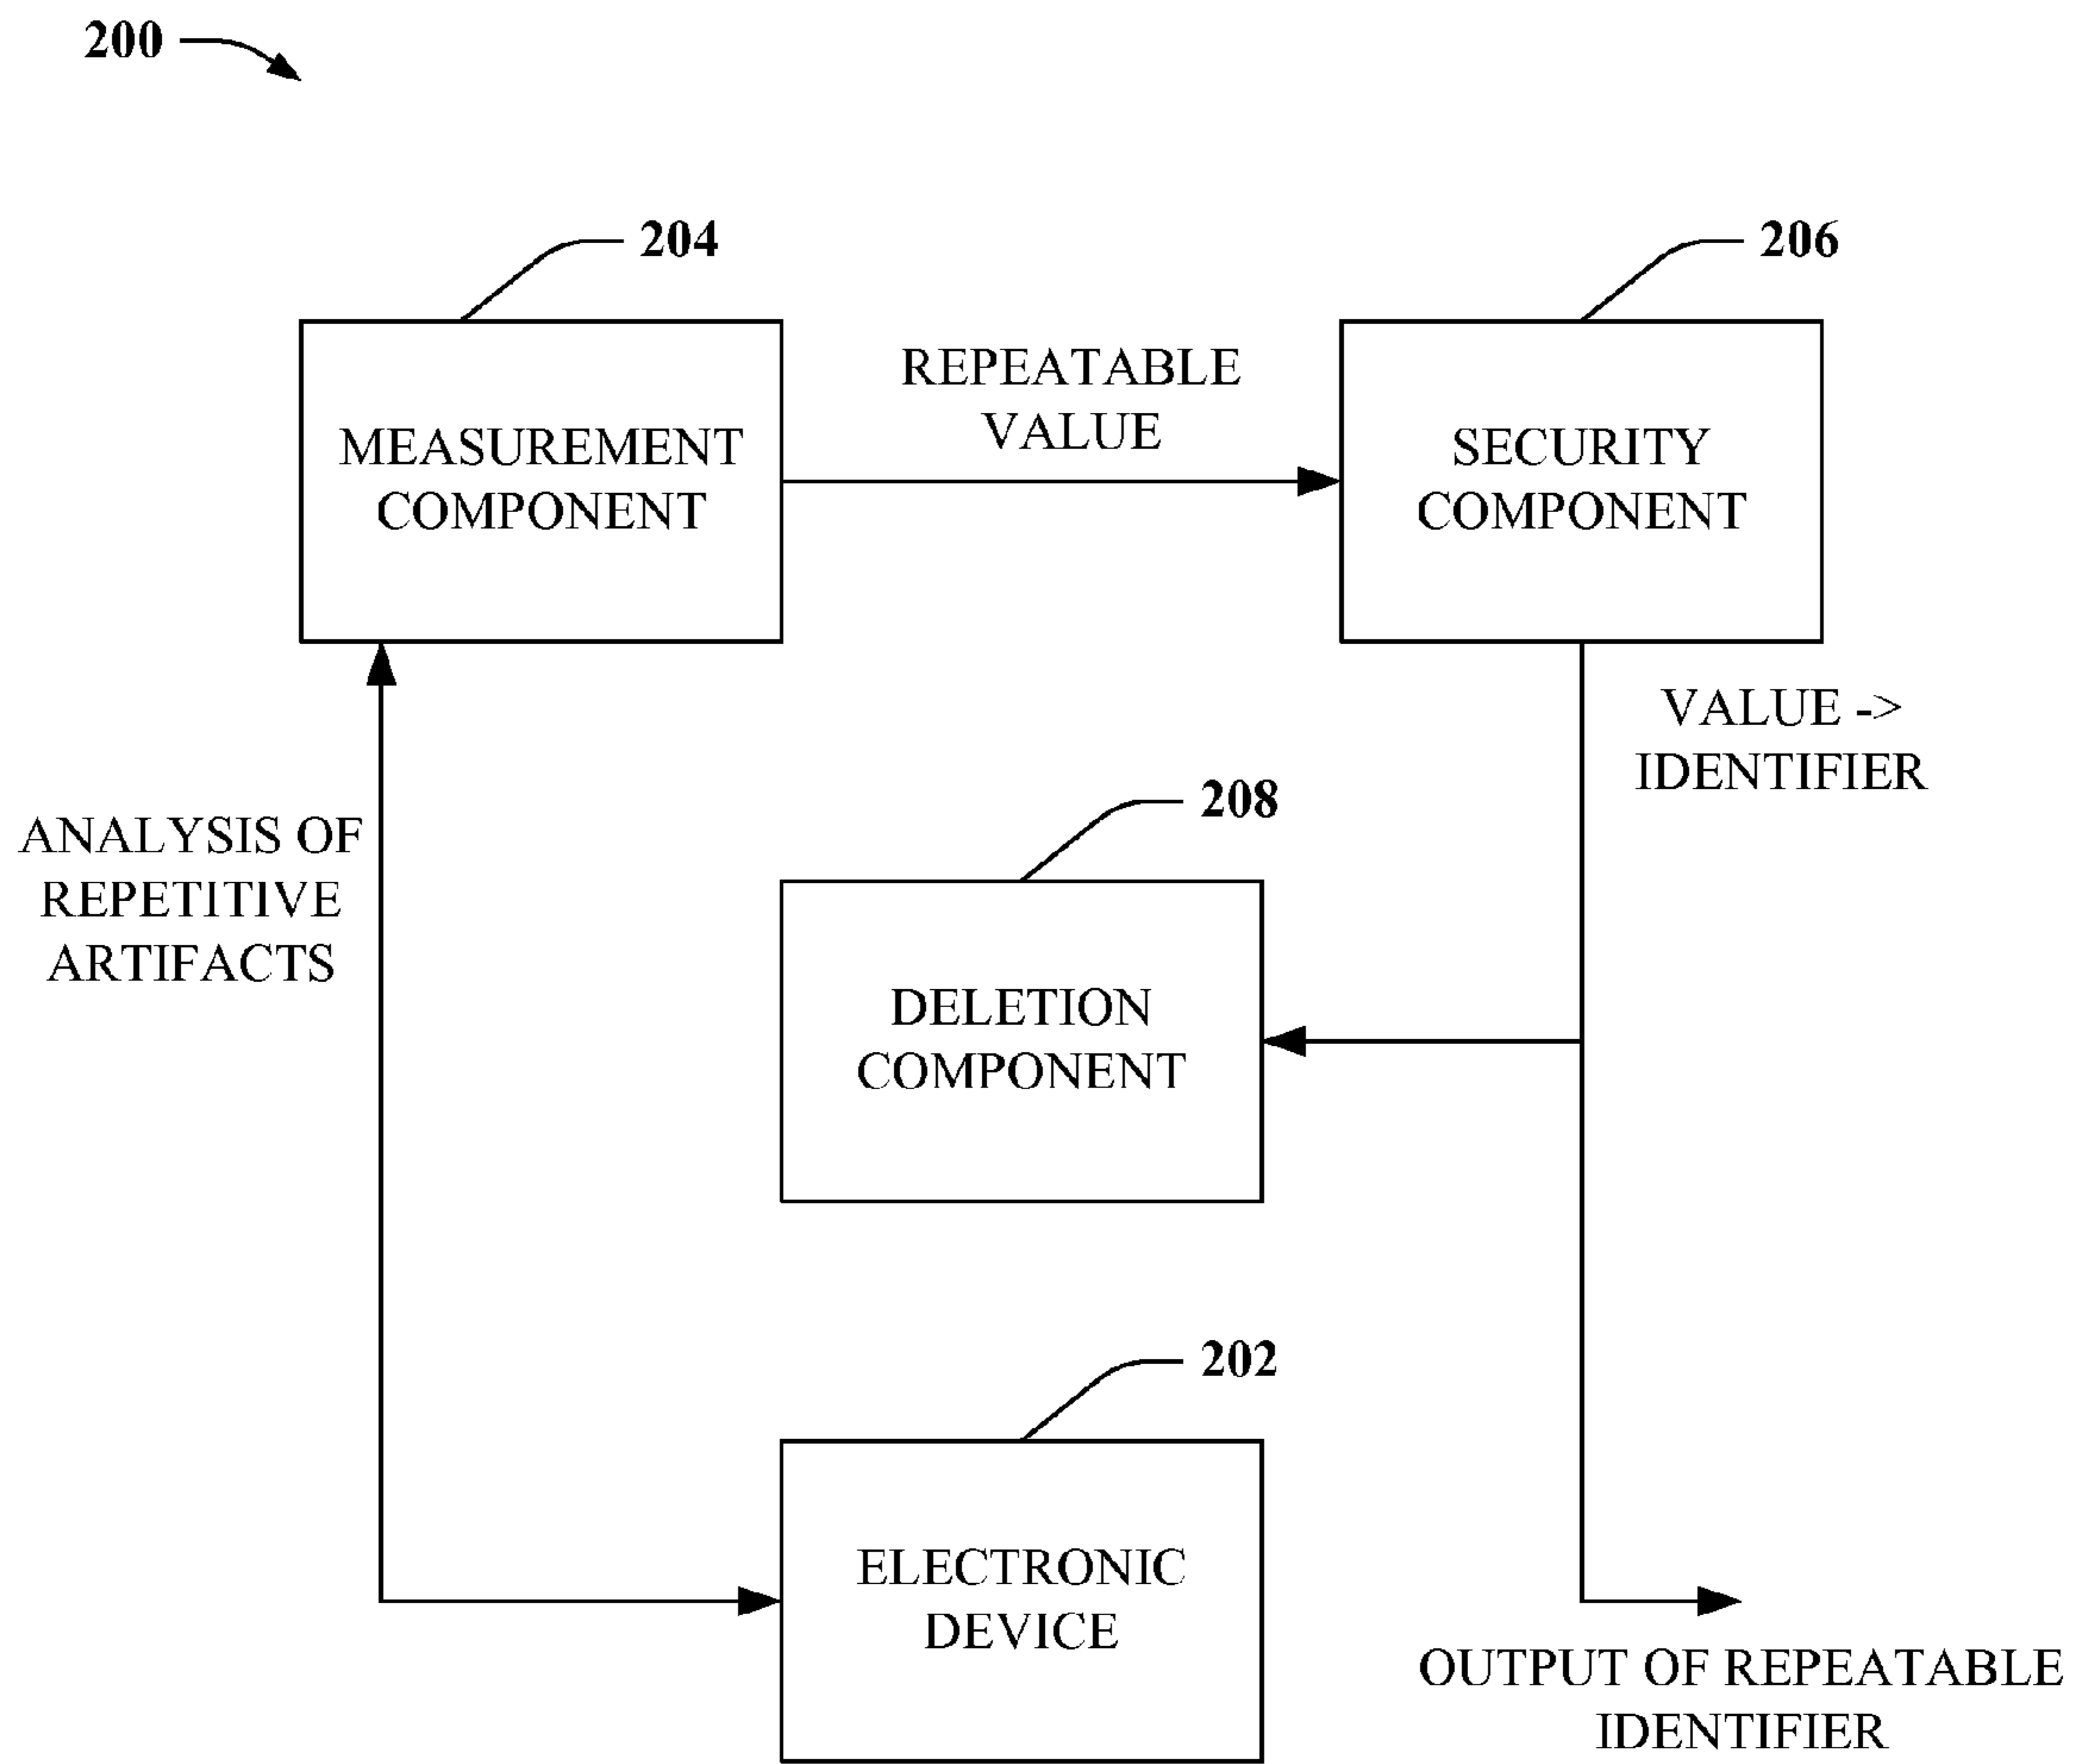 200
204
206
MEASUREMENT
COMPONENT
REPEATABLE
VALUE
SECURITY
COMPONENT
VALUE ->
IDENTIFIER
208
ANALYSIS OF
REPETITIVE
ARTIFACTS
DELETION
COMPONENT
202
ELECTRONIC
DEVICE
OUTPUT OF REPEATABLE
IDENTIFIER